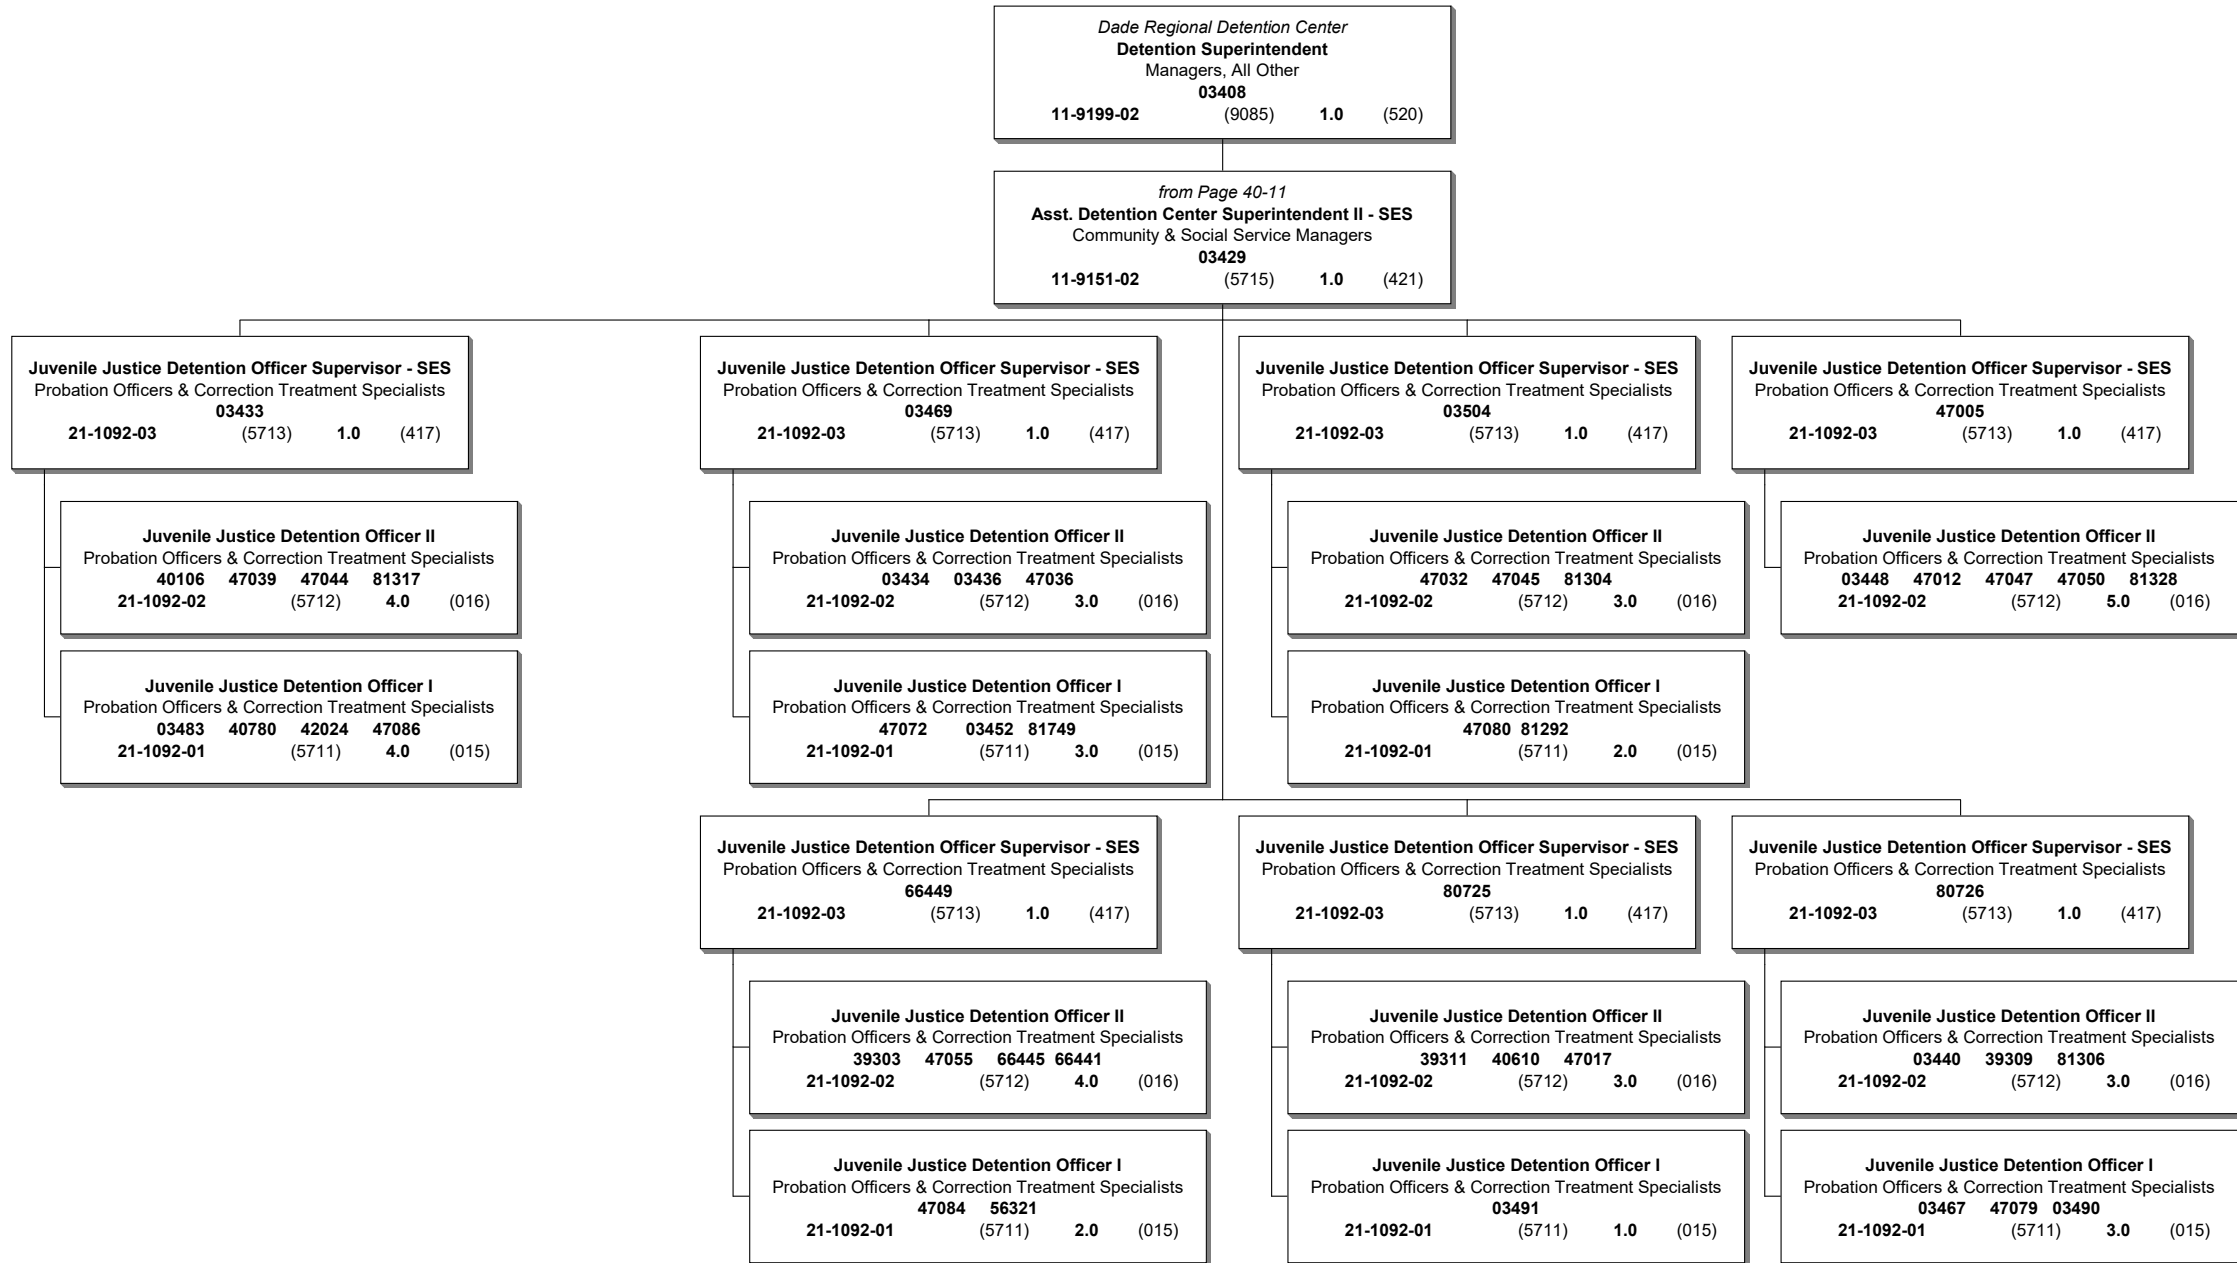 Dade Regional Detention Center
Detention Superintendent
Managers, All Other
03408
11-9199-02 (9085) 1.0 (520)
from Page 40-11
Asst. Detention Center Superintendent II - SES
Community & Social Service Managers
03429
11-9151-02 (5715) 1.0 (421)
Juvenile Justice Detention Officer Supervisor - SES
Probation Officers & Correction Treatment Specialists
03433
21-1092-03 (5713) 1.0 (417)
Juvenile Justice Detention Officer II
Probation Officers & Correction Treatment Specialists
40106 47039 47044 81317
21-1092-02 (5712) 4.0 (016)
Juvenile Justice Detention Officer I
Probation Officers & Correction Treatment Specialists
03483 40780 42024 47086
21-1092-01 (5711) 4.0 (015)
Juvenile Justice Detention Officer Supervisor - SES
Probation Officers & Correction Treatment Specialists
03469
21-1092-03 (5713) 1.0 (417)
Juvenile Justice Detention Officer II
Probation Officers & Correction Treatment Specialists
03434 03436 47036
21-1092-02 (5712) 3.0 (016)
Juvenile Justice Detention Officer I
Probation Officers & Correction Treatment Specialists
47072 03452 81749
21-1092-01 (5711) 3.0 (015)
Juvenile Justice Detention Officer Supervisor - SES
Probation Officers & Correction Treatment Specialists
03504
21-1092-03 (5713) 1.0 (417)
Juvenile Justice Detention Officer II
Probation Officers & Correction Treatment Specialists
47032 47045 81304
21-1092-02 (5712) 3.0 (016)
Juvenile Justice Detention Officer I
Probation Officers & Correction Treatment Specialists
47080 81292
21-1092-01 (5711) 2.0 (015)
Juvenile Justice Detention Officer Supervisor - SES
Probation Officers & Correction Treatment Specialists
47005
21-1092-03 (5713) 1.0 (417)
Juvenile Justice Detention Officer II
Probation Officers & Correction Treatment Specialists
03448 47012 47047 47050 81328
21-1092-02 (5712) 5.0 (016)
Juvenile Justice Detention Officer Supervisor - SES
Probation Officers & Correction Treatment Specialists
66449
21-1092-03 (5713) 1.0 (417)
Juvenile Justice Detention Officer II
Probation Officers & Correction Treatment Specialists
39303 47055 66445 66441
21-1092-02 (5712) 4.0 (016)
Juvenile Justice Detention Officer I
Probation Officers & Correction Treatment Specialists
47084 56321
21-1092-01 (5711) 2.0 (015)
Juvenile Justice Detention Officer Supervisor - SES
Probation Officers & Correction Treatment Specialists
80725
21-1092-03 (5713) 1.0 (417)
Juvenile Justice Detention Officer II
Probation Officers & Correction Treatment Specialists
39311 40610 47017
21-1092-02 (5712) 3.0 (016)
Juvenile Justice Detention Officer I
Probation Officers & Correction Treatment Specialists
03491
21-1092-01 (5711) 1.0 (015)
Juvenile Justice Detention Officer Supervisor - SES
Probation Officers & Correction Treatment Specialists
80726
21-1092-03 (5713) 1.0 (417)
Juvenile Justice Detention Officer II
Probation Officers & Correction Treatment Specialists
03440 39309 81306
21-1092-02 (5712) 3.0 (016)
Juvenile Justice Detention Officer I
Probation Officers & Correction Treatment Specialists
03467 47079 03490
21-1092-01 (5711) 3.0 (015)